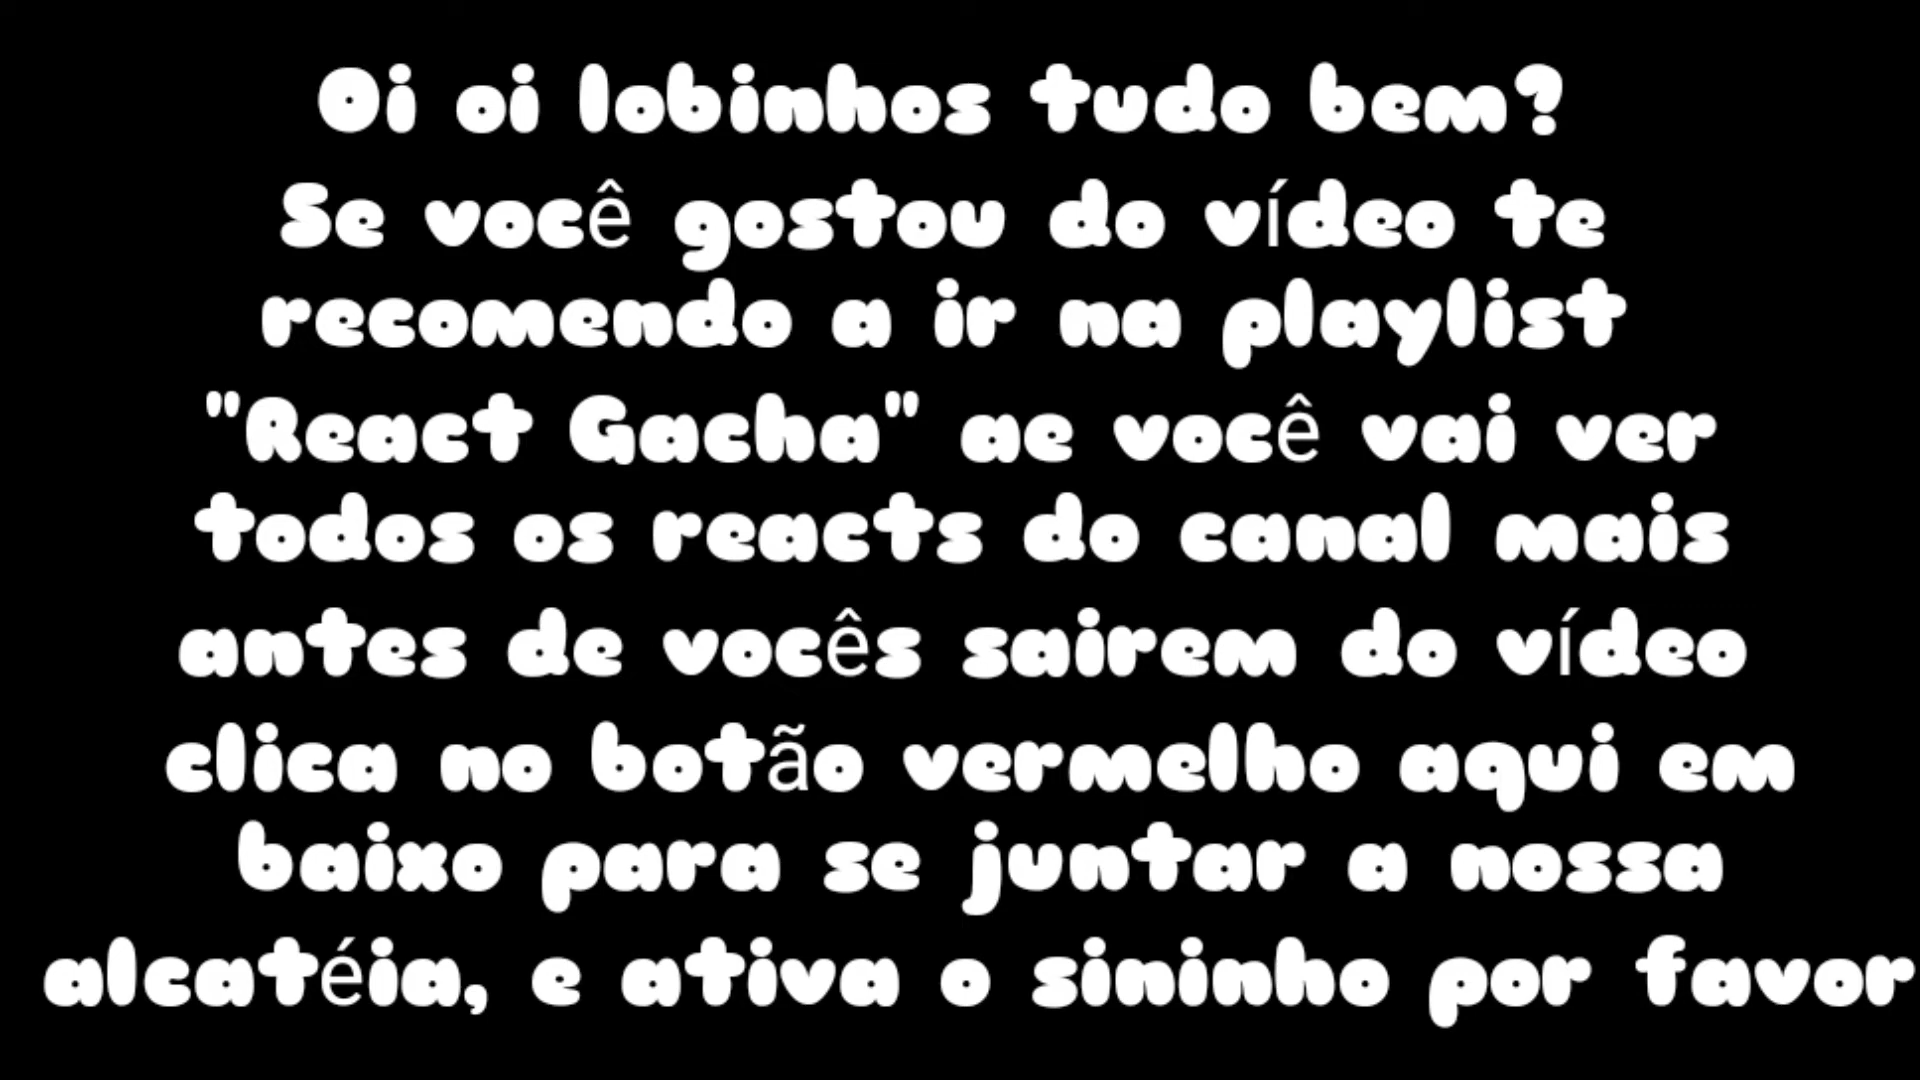 Oi oi lobinhos tudo bem?
Se você gostou do vídeo te
recomendo a ir na playlist
"React Gacha" ae você vai ver
todos os reacts do canal mais
antes de vocês sairem do vídeo
clica no botão vermelho aqui em
baixo para se juntar a nossa
alcatéia, e ativa o sininho por favor